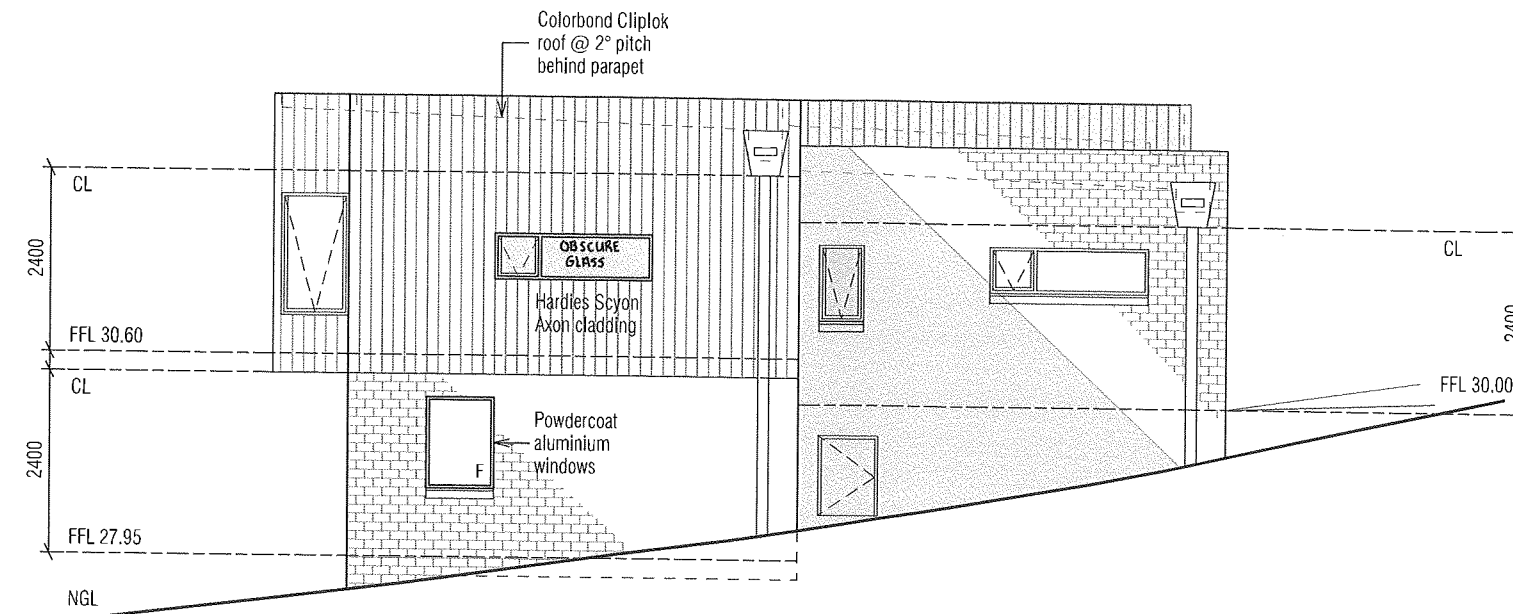 Colorbond Cliplok
roof @ 2° pitch
behind parapet
CL
2400
OBSCURE
GLASS
CL
Hardies Scyon
Axon cladding
FFL 30.60
2400
CL
FFL 30.00
Powdercoat
aluminium
windows
F
2400
FFL 27.95
NGL